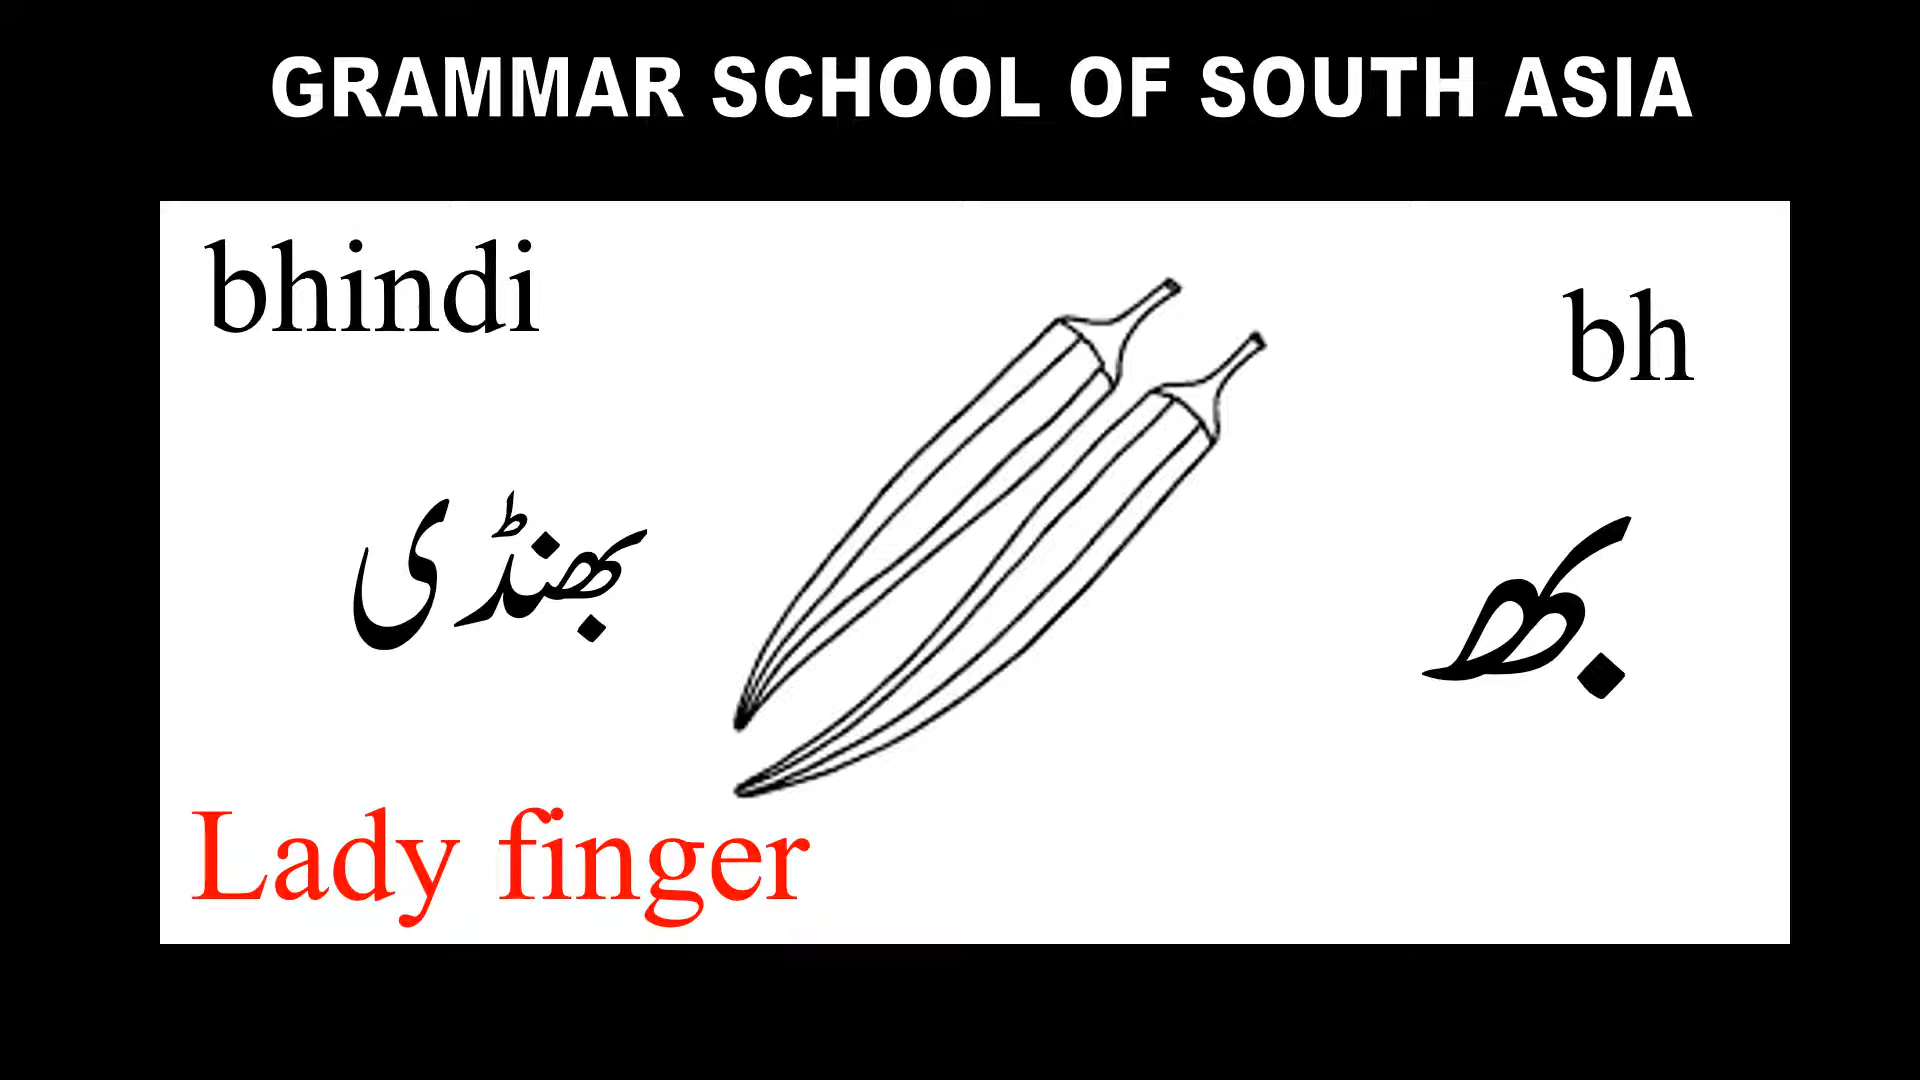 GRAMMAR SCHOOL OF SOUTH ASIA
bhindi
bh
بھنڈی
بھ
Lady finger